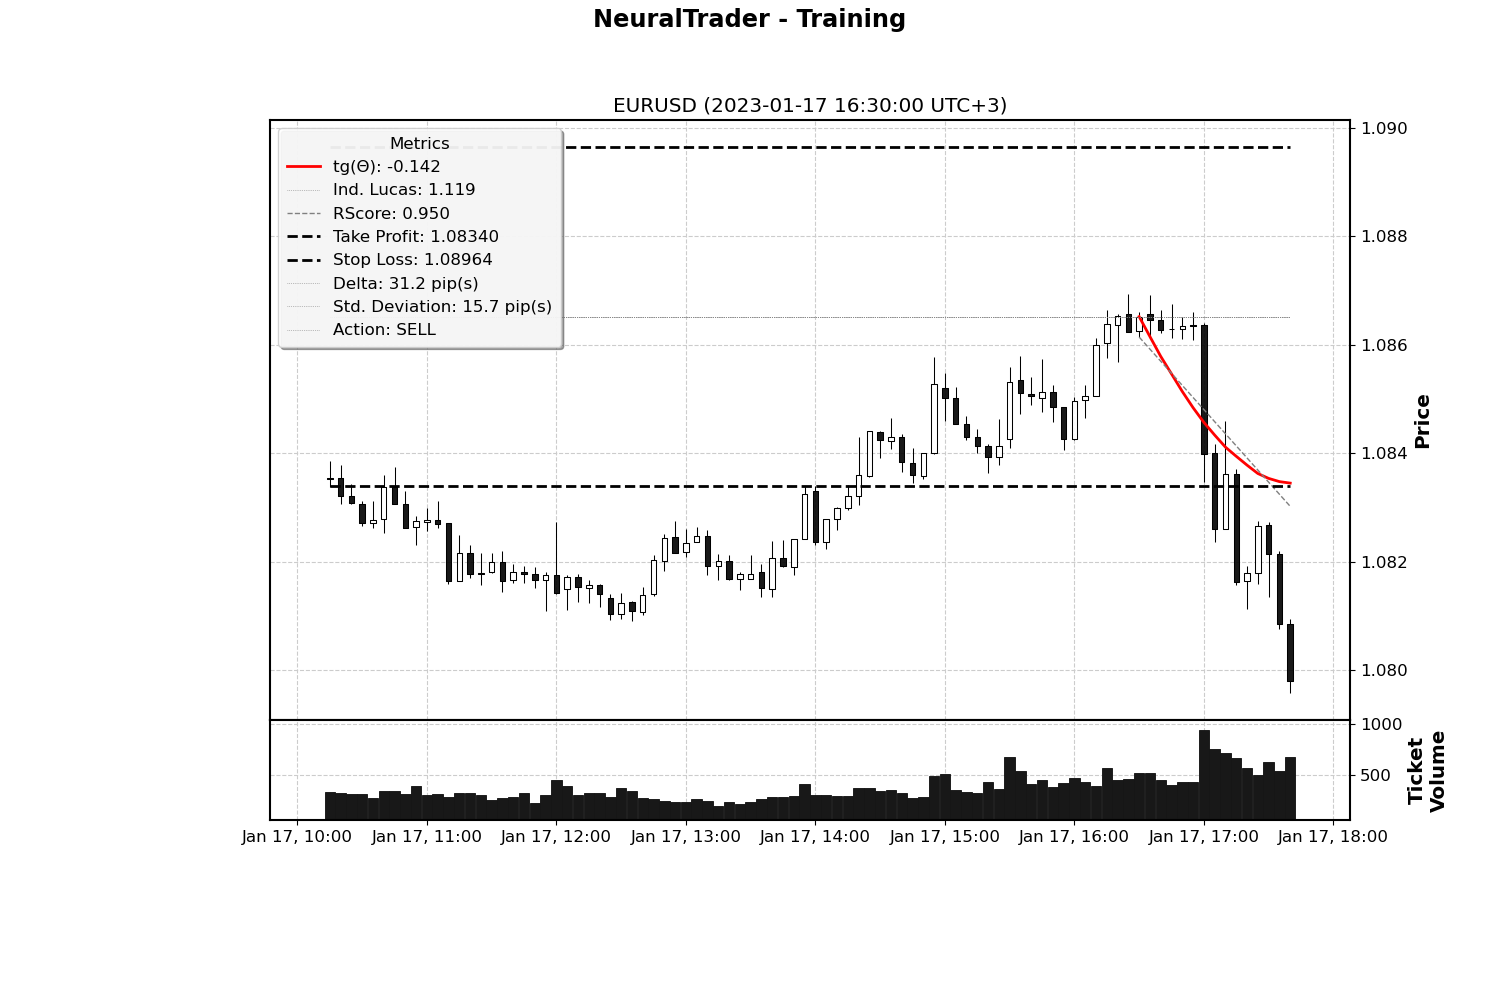 NeuralTrader - Training
EURUSD (2023-01-17 16:30:00 UTC+3)
Metrics
tg(Θ): -0.142
Ind. Lucas: 1.119
RScore: 0.950
Take Profit: 1.08340
Stop Loss: 1.08964
Delta: 31.2 pip(s)
Std. Deviation: 15.7 pip(s)
Action: SELL
1.090
1.088
1.086
1.084
1.082
1.080
Price
1000
500
Ticket
Volume
Jan 17, 10:00
Jan 17, 11:00
Jan 17, 12:00
Jan 17, 13:00
Jan 17, 14:00
Jan 17, 15:00
Jan 17, 16:00
Jan 17, 17:00
Jan 17, 18:00